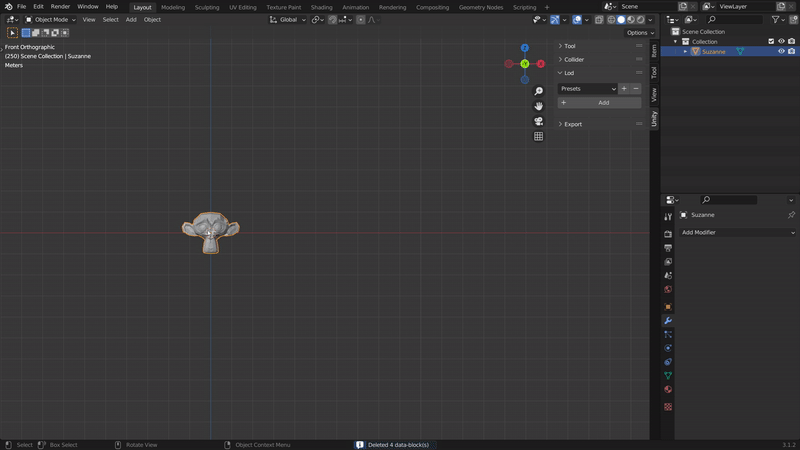 File Edit Render Window Help Layout Modeling Sculpting UV Editing Texture Paint Shading Animation Rendering Compositing Geometry Nodes Scripting + Scene ViewLayer
Object Mode View Select Add Object Global
Options
Front Orthographic
(250) Scene Collection | Suzanne
Meters
Z
Y
X
Tool
Collider
Lod
Presets
+ Add
Export
Item
Tool
View
Unity
Scene Collection
Collection
Suzanne
Suzanne
Add Modifier
Select Box Select Rotate View Object Context Menu Deleted 4 data-block(s) 3.1.2